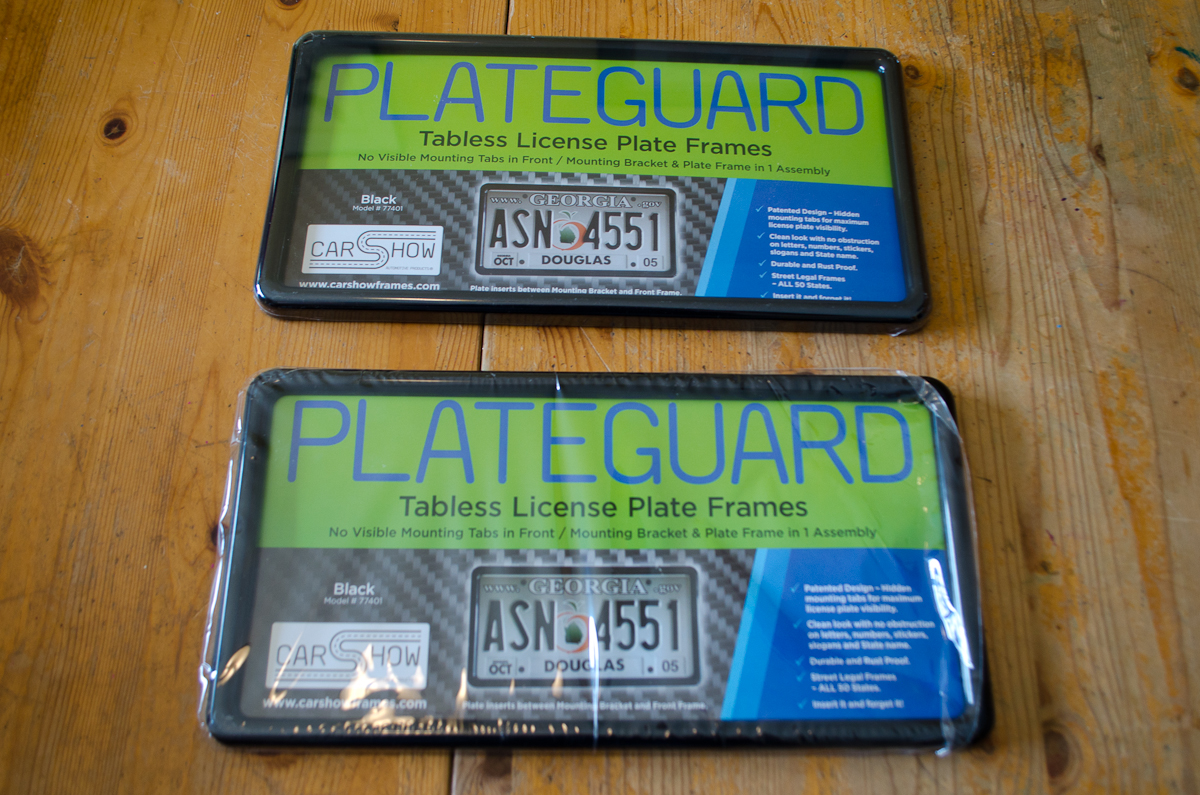 PLATEGUARD
Tabless License Plate Frames
No Visible Mounting Tabs in Front / Mounting Bracket & Plate Frame in 1 Assembly
Black
Model # 77401
CARSHOW
www.carshowframes.com
www. GEORGIA .gov
ASN 4551
OCT DOUGLAS 05
Plate inserts between Mounting Bracket and Front Frame.
✓ Patented Design – Hidden
mounting tabs for maximum
license plate visibility.
✓ Clean look with no obstruction
on letters, numbers, stickers,
slogans and State name.
✓ Durable and Rust Proof.
✓ Street Legal Frames
– ALL 50 States.
✓ Insert it and forget it!
PLATEGUARD
Tabless License Plate Frames
No Visible Mounting Tabs in Front / Mounting Bracket & Plate Frame in 1 Assembly
Black
Model # 77401
CARSHOW
www.carshowframes.com
www. GEORGIA .gov
ASN 4551
OCT DOUGLAS 05
Plate inserts between Mounting Bracket and Front Frame.
✓ Patented Design – Hidden
mounting tabs for maximum
license plate visibility.
✓ Clean look with no obstruction
on letters, numbers, stickers,
slogans and State name.
✓ Durable and Rust Proof.
✓ Street Legal Frames
– ALL 50 States.
✓ Insert it and forget it!